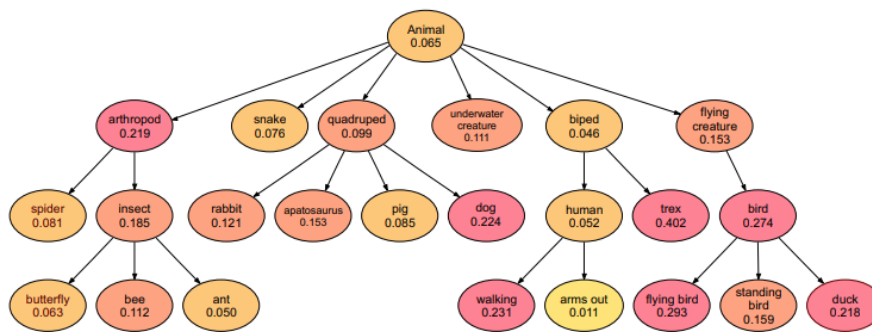 Animal
0.065
arthropod
0.219
snake
0.076
quadruped
0.099
underwater
creature
0.111
biped
0.046
flying
creature
0.153
spider
0.081
insect
0.185
rabbit
0.121
apatosaurus
0.153
pig
0.085
dog
0.224
human
0.052
trex
0.402
bird
0.274
butterfly
0.063
bee
0.112
ant
0.050
walking
0.231
arms out
0.011
flying bird
0.293
standing
bird
0.159
duck
0.218